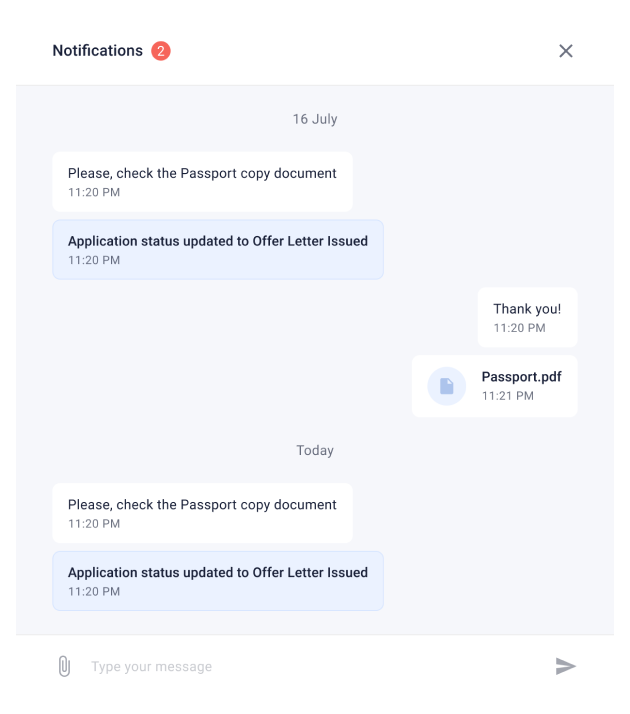 Notifications 2
16 July
Please, check the Passport copy document
11:20 PM
Application status updated to Offer Letter Issued
11:20 PM
Thank you!
11:20 PM
Passport.pdf
11:21 PM
Today
Please, check the Passport copy document
11:20 PM
Application status updated to Offer Letter Issued
11:20 PM
Type your message